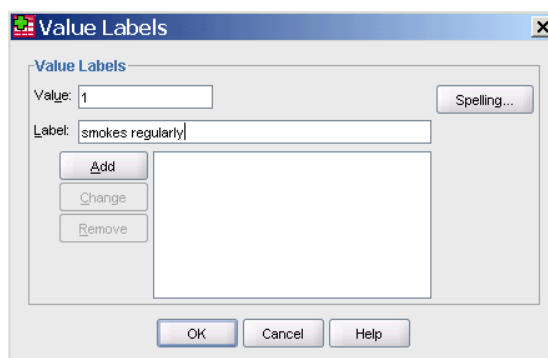 Value Labels
Value Labels
Value: 1
Spelling...
Label: smokes regularly
Add
Change
Remove
OK Cancel Help